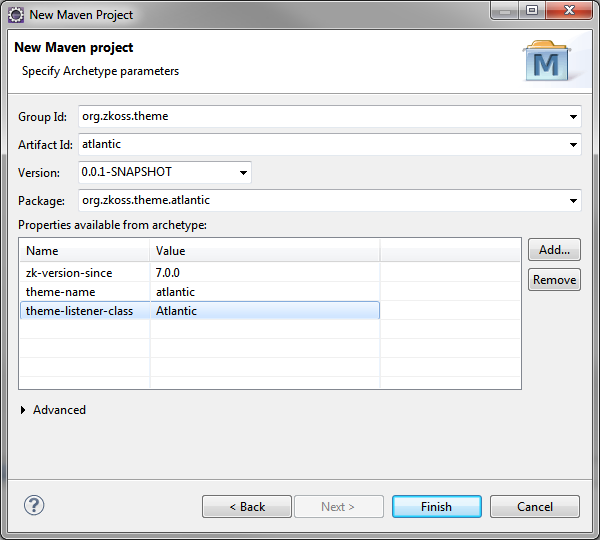 New Maven Project
New Maven project
Specify Archetype parameters
M
Group Id: org.zkoss.theme
Artifact Id: atlantic
Version: 0.0.1-SNAPSHOT
Package: org.zkoss.theme.atlantic
Properties available from archetype:
Name Value Add...
zk-version-since 7.0.0 Remove
theme-name atlantic
theme-listener-class Atlantic
Advanced
? < Back Next > Finish Cancel